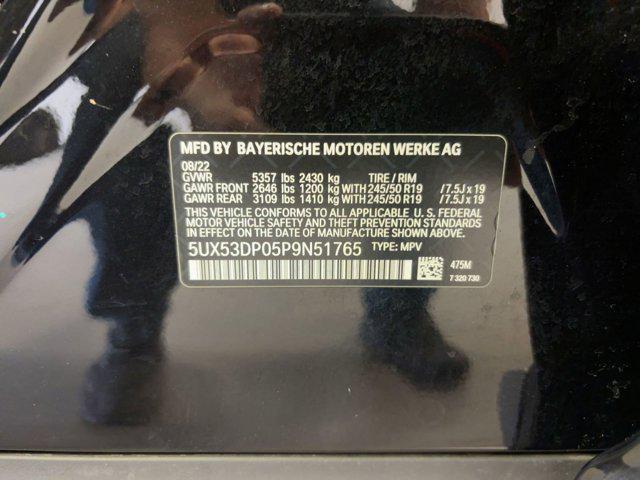 MFD BY BAYERISCHE MOTOREN WERKE AG
08/22
GVWR 5357 lbs 2430 kg TIRE / RIM
GAWR FRONT 2646 lbs 1200 kg WITH 245/50 R19 /7.5J x 19
GAWR REAR 3109 lbs 1410 kg WITH 245/50 R19 /7.5J x 19
THIS VEHICLE CONFORMS TO ALL APPLICABLE U. S. FEDERAL
MOTOR VEHICLE SAFETY AND THEFT PREVENTION STANDARDS
IN EFFECT ON THE DATE OF MANUFACTURE SHOWN ABOVE.
5UX53DP05P9N51765 TYPE: MPV
475M
7 320 730